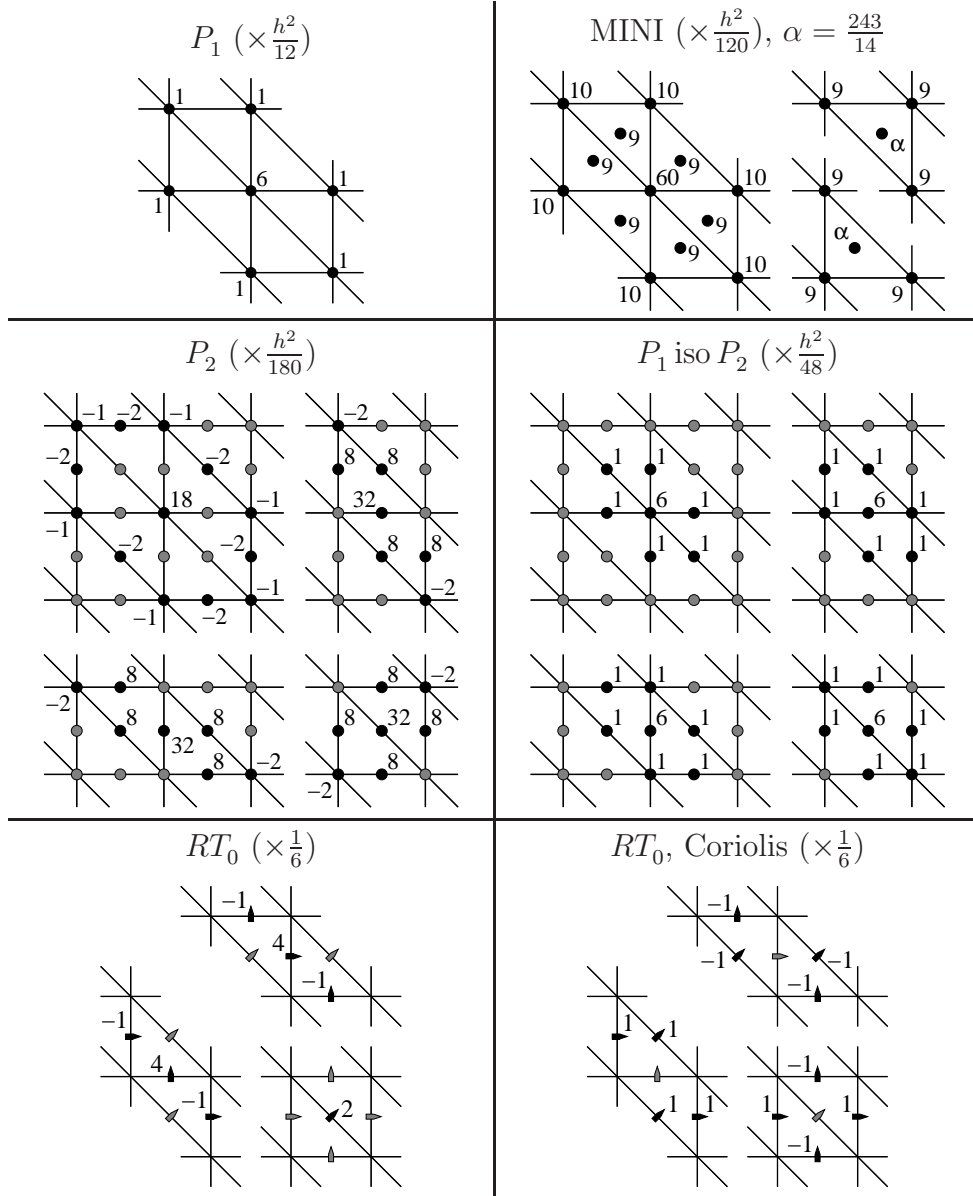 P₁ (×h²/12)
1 1
1 6 1
1 1
MINI (×h²/120), α = 243/14
10 10 9 9
9 9 9 α
10 60 10 9 9
9 9 9 α
10 10 9 9
P₂ (×h²/180)
−1 −2 −1 −2
−2 −2 8 8
−1 18 −1 32
−2 −2 8 8
−1 −2 −1 −2
8 8 −2
−2 8 8 8 32 8
32 8 −2 −2 8
P₁ iso P₂ (×h²/48)
1 1 1 1
1 6 1 1 6 1
1 1 1 1
1 1 1 1
1 6 1 1 6 1
1 1 1 1
RT₀ (×1/6)
−1
4
−1
−1
4
−1 2
RT₀, Coriolis (×1/6)
−1
−1 −1
−1
1 1
−1
1 1 1 1
−1